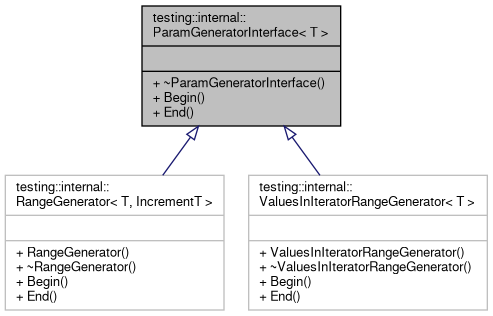 testing::internal::
ParamGeneratorInterface< T >
+ ~ParamGeneratorInterface()
+ Begin()
+ End()
testing::internal::
RangeGenerator< T, IncrementT >
+ RangeGenerator()
+ ~RangeGenerator()
+ Begin()
+ End()
testing::internal::
ValuesInIteratorRangeGenerator< T >
+ ValuesInIteratorRangeGenerator()
+ ~ValuesInIteratorRangeGenerator()
+ Begin()
+ End()